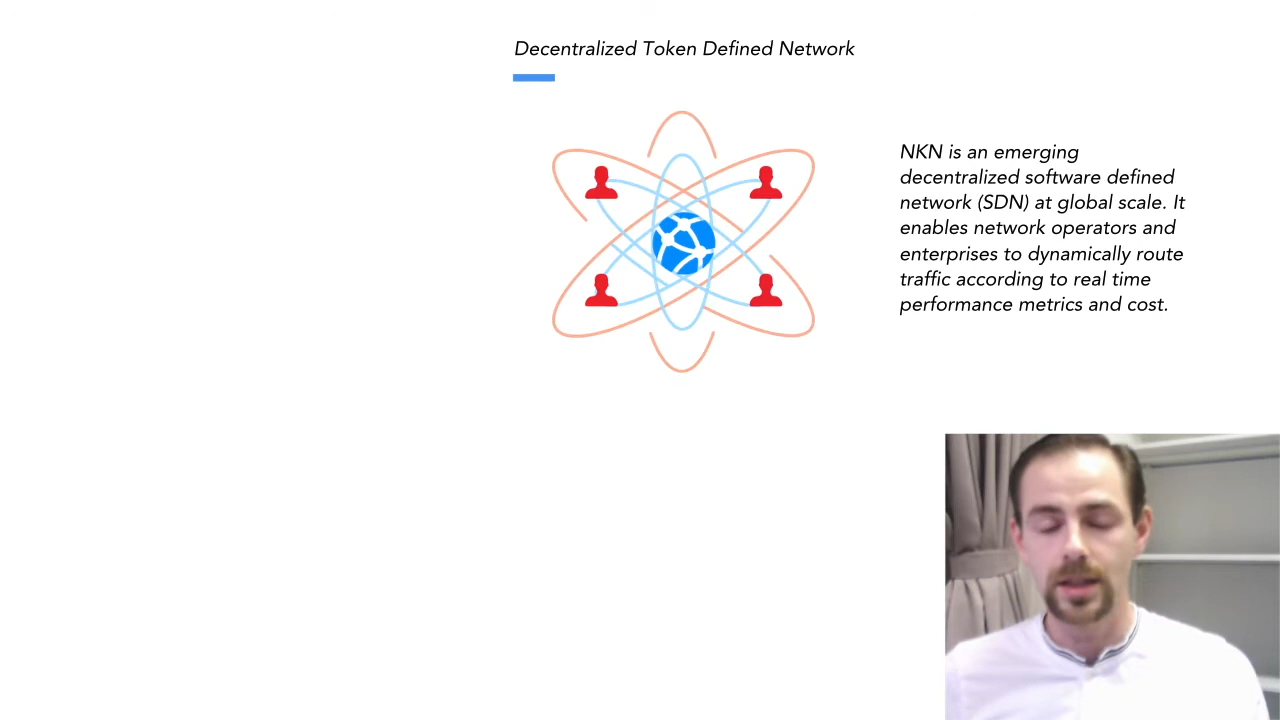 Decentralized Token Defined Network
NKN is an emerging
decentralized software defined
network (SDN) at global scale. It
enables network operators and
enterprises to dynamically route
traffic according to real time
performance metrics and cost.